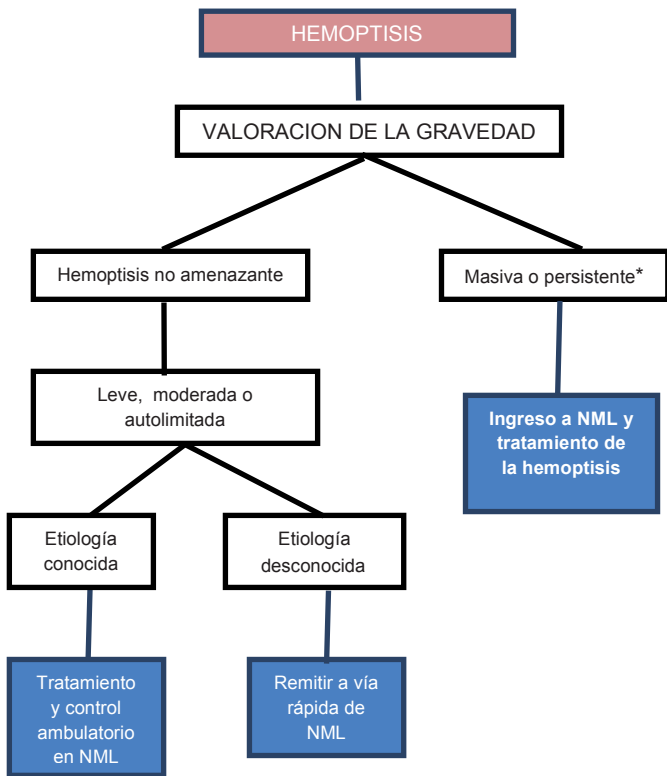 HEMOPTISIS
VALORACION DE LA GRAVEDAD
Hemoptisis no amenazante
Masiva o persistente*
Leve, moderada o
autolimitada
Ingreso a NML y
tratamiento de
la hemoptisis
Etiología
conocida
Etiología
desconocida
Tratamiento
y control
ambulatorio
en NML
Remitir a vía
rápida de
NML